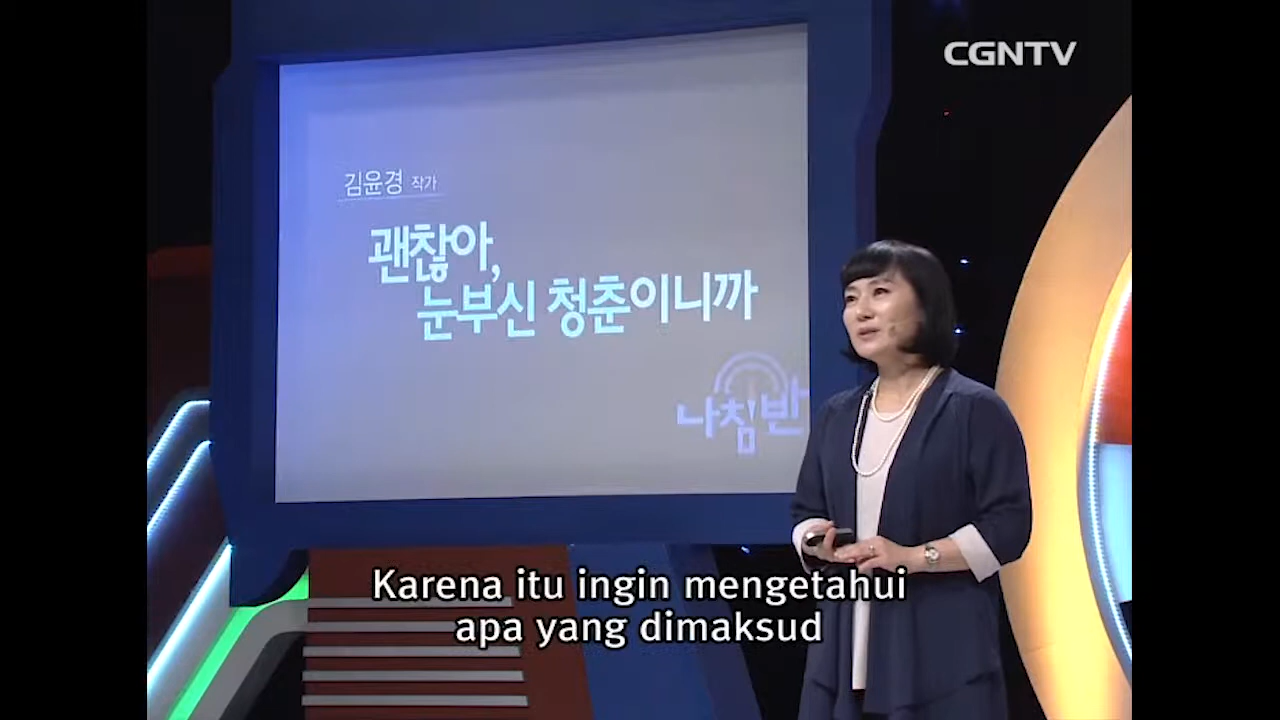 CGNTV
김윤경 작가
괜찮아,
눈부신 청춘이니까
나침반
Karena itu ingin mengetahui
apa yang dimaksud